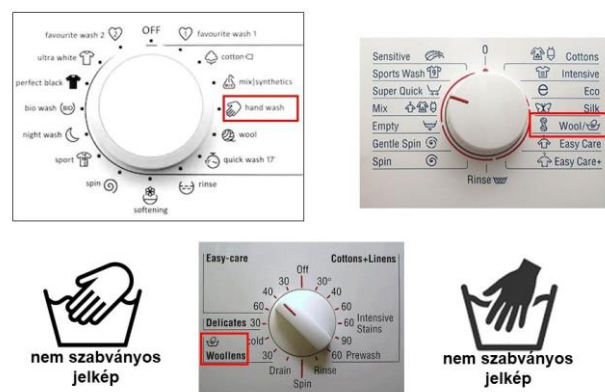 OFF
favourite wash 1
cotton
mix|synthetics
hand wash
wool
quick wash 17'
rinse
softening
spin
sport
night wash
bio wash BIO
perfect black
ultra white
favourite wash 2
Sensitive
Sports Wash
Super Quick
Mix
Empty
Gentle Spin
Spin
0
Cottons
Intensive
Eco
Silk
Wool/
Easy Care
Easy Care+
Rinse
Easy-care
Cottons+Linens
Off
30°
40
60
Intensive
Stains
90
60 Prewash
Rinse
Spin
Drain
30
Woollens
cold
Delicates 30
60
40
30
nem szabványos
jelkép
nem szabványos
jelkép